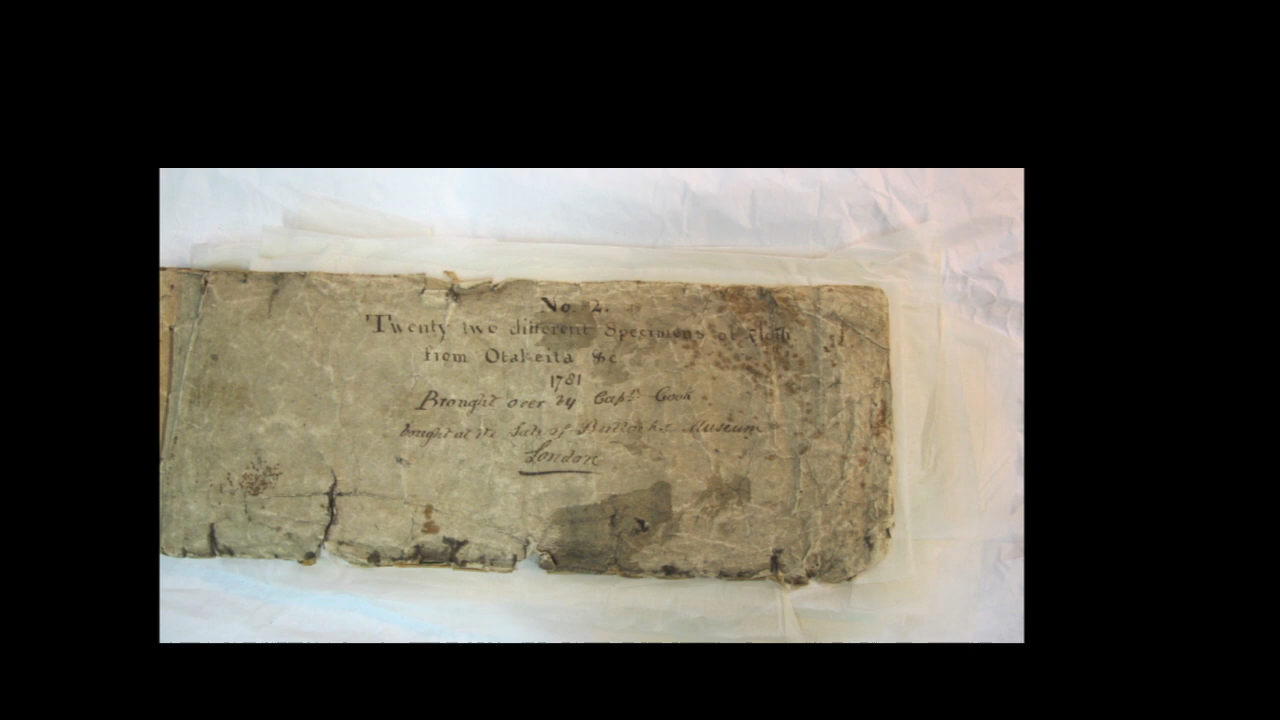 No. 2.
Twenty two different Specimens of Cloth
from Otaheita &c
1781
Brought over by Capt. Cook
bought at the Sale of Bullocks Museum
London